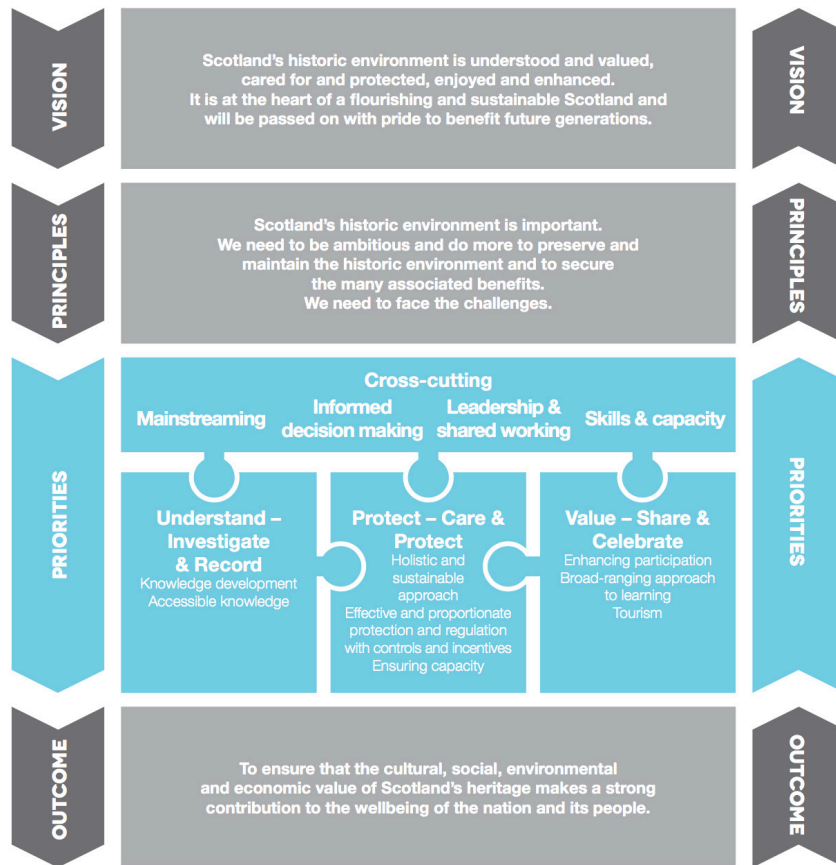 VISION
Scotland’s historic environment is understood and valued,
cared for and protected, enjoyed and enhanced.
It is at the heart of a flourishing and sustainable Scotland and
will be passed on with pride to benefit future generations.
VISION
PRINCIPLES
Scotland’s historic environment is important.
We need to be ambitious and do more to preserve and
maintain the historic environment and to secure
the many associated benefits.
We need to face the challenges.
PRINCIPLES
PRIORITIES
Cross-cutting
Mainstreaming
Informed
decision making
Leadership &
shared working
Skills & capacity
Understand –
Investigate
& Record
Knowledge development
Accessible knowledge
Protect – Care &
Protect
Holistic and
sustainable
approach
Effective and proportionate
protection and regulation
with controls and incentives
Ensuring capacity
Value – Share &
Celebrate
Enhancing participation
Broad-ranging approach
to learning
Tourism
PRIORITIES
OUTCOME
To ensure that the cultural, social, environmental
and economic value of Scotland’s heritage makes a strong
contribution to the wellbeing of the nation and its people.
OUTCOME